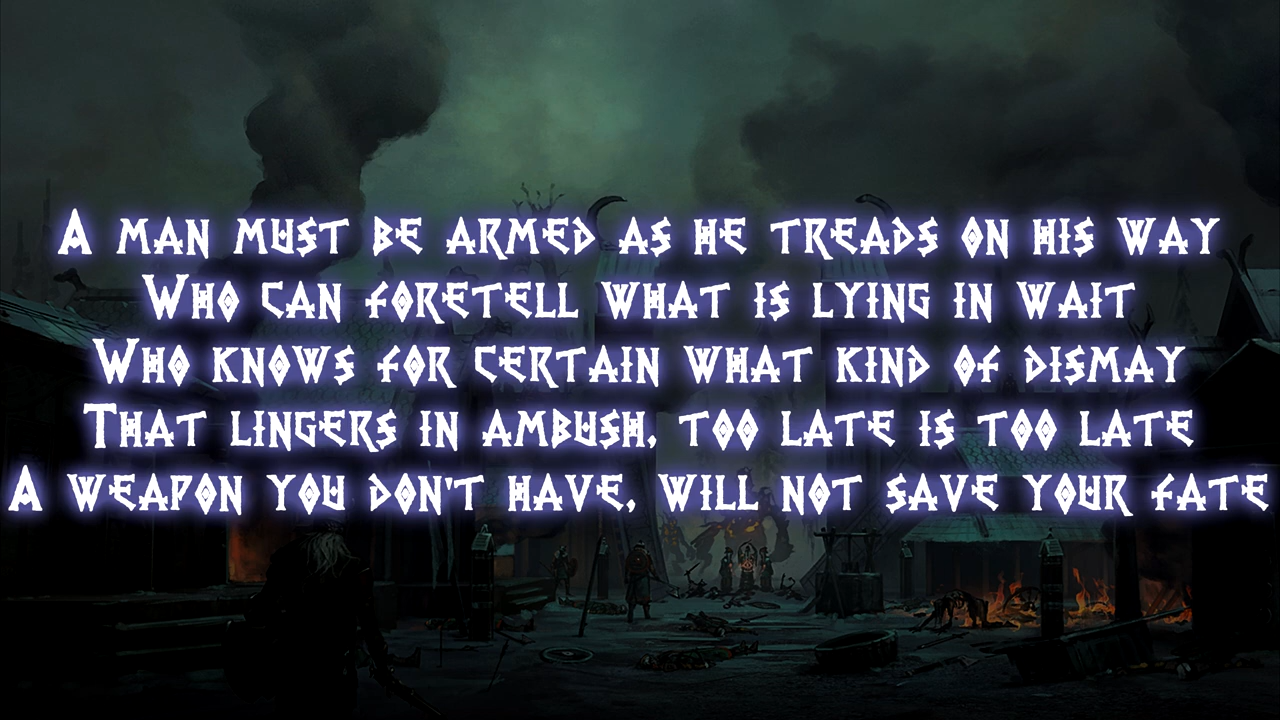 A man must be armed as he treads on his way
Who can foretell what is lying in wait
Who knows for certain what kind of dismay
That lingers in ambush, too late is too late
A weapon you don't have, will not save your fate